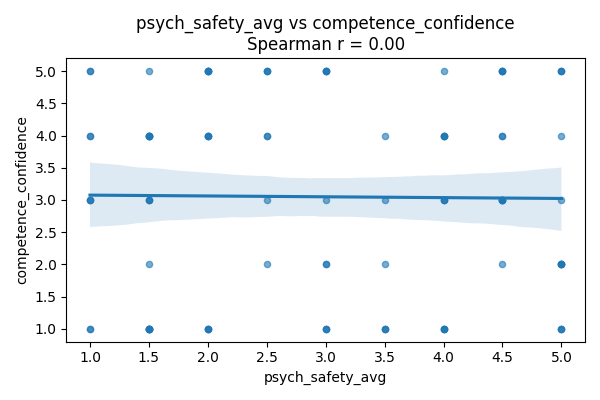 psych_safety_avg vs competence_confidence
Spearman r = 0.00
5.0
4.5
4.0
3.5
3.0
2.5
2.0
1.5
1.0
competence_confidence
1.0 1.5 2.0 2.5 3.0 3.5 4.0 4.5 5.0
psych_safety_avg